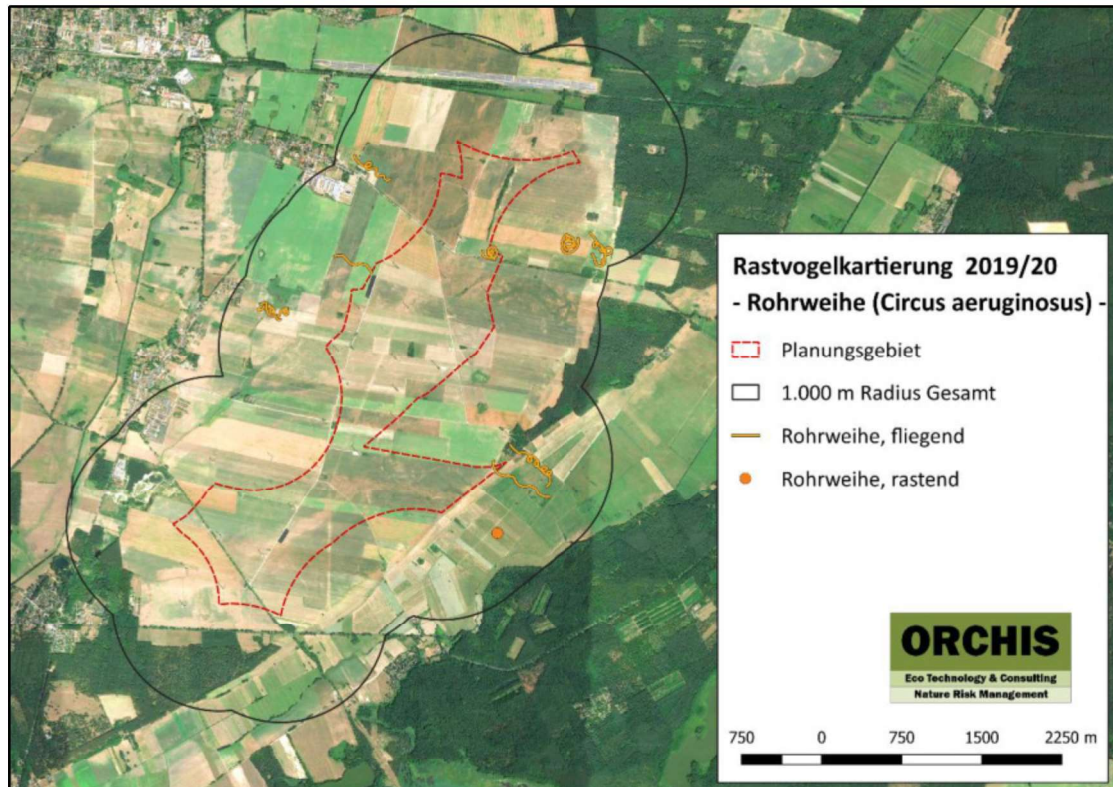 Rastvogelkartierung 2019/20
- Rohrweihe (Circus aeruginosus) -
Planungsgebiet
1.000 m Radius Gesamt
Rohrweihe, fliegend
Rohrweihe, rastend
ORCHIS
Eco Technology & Consulting
Nature Risk Management
750 0 750 1500 2250 m